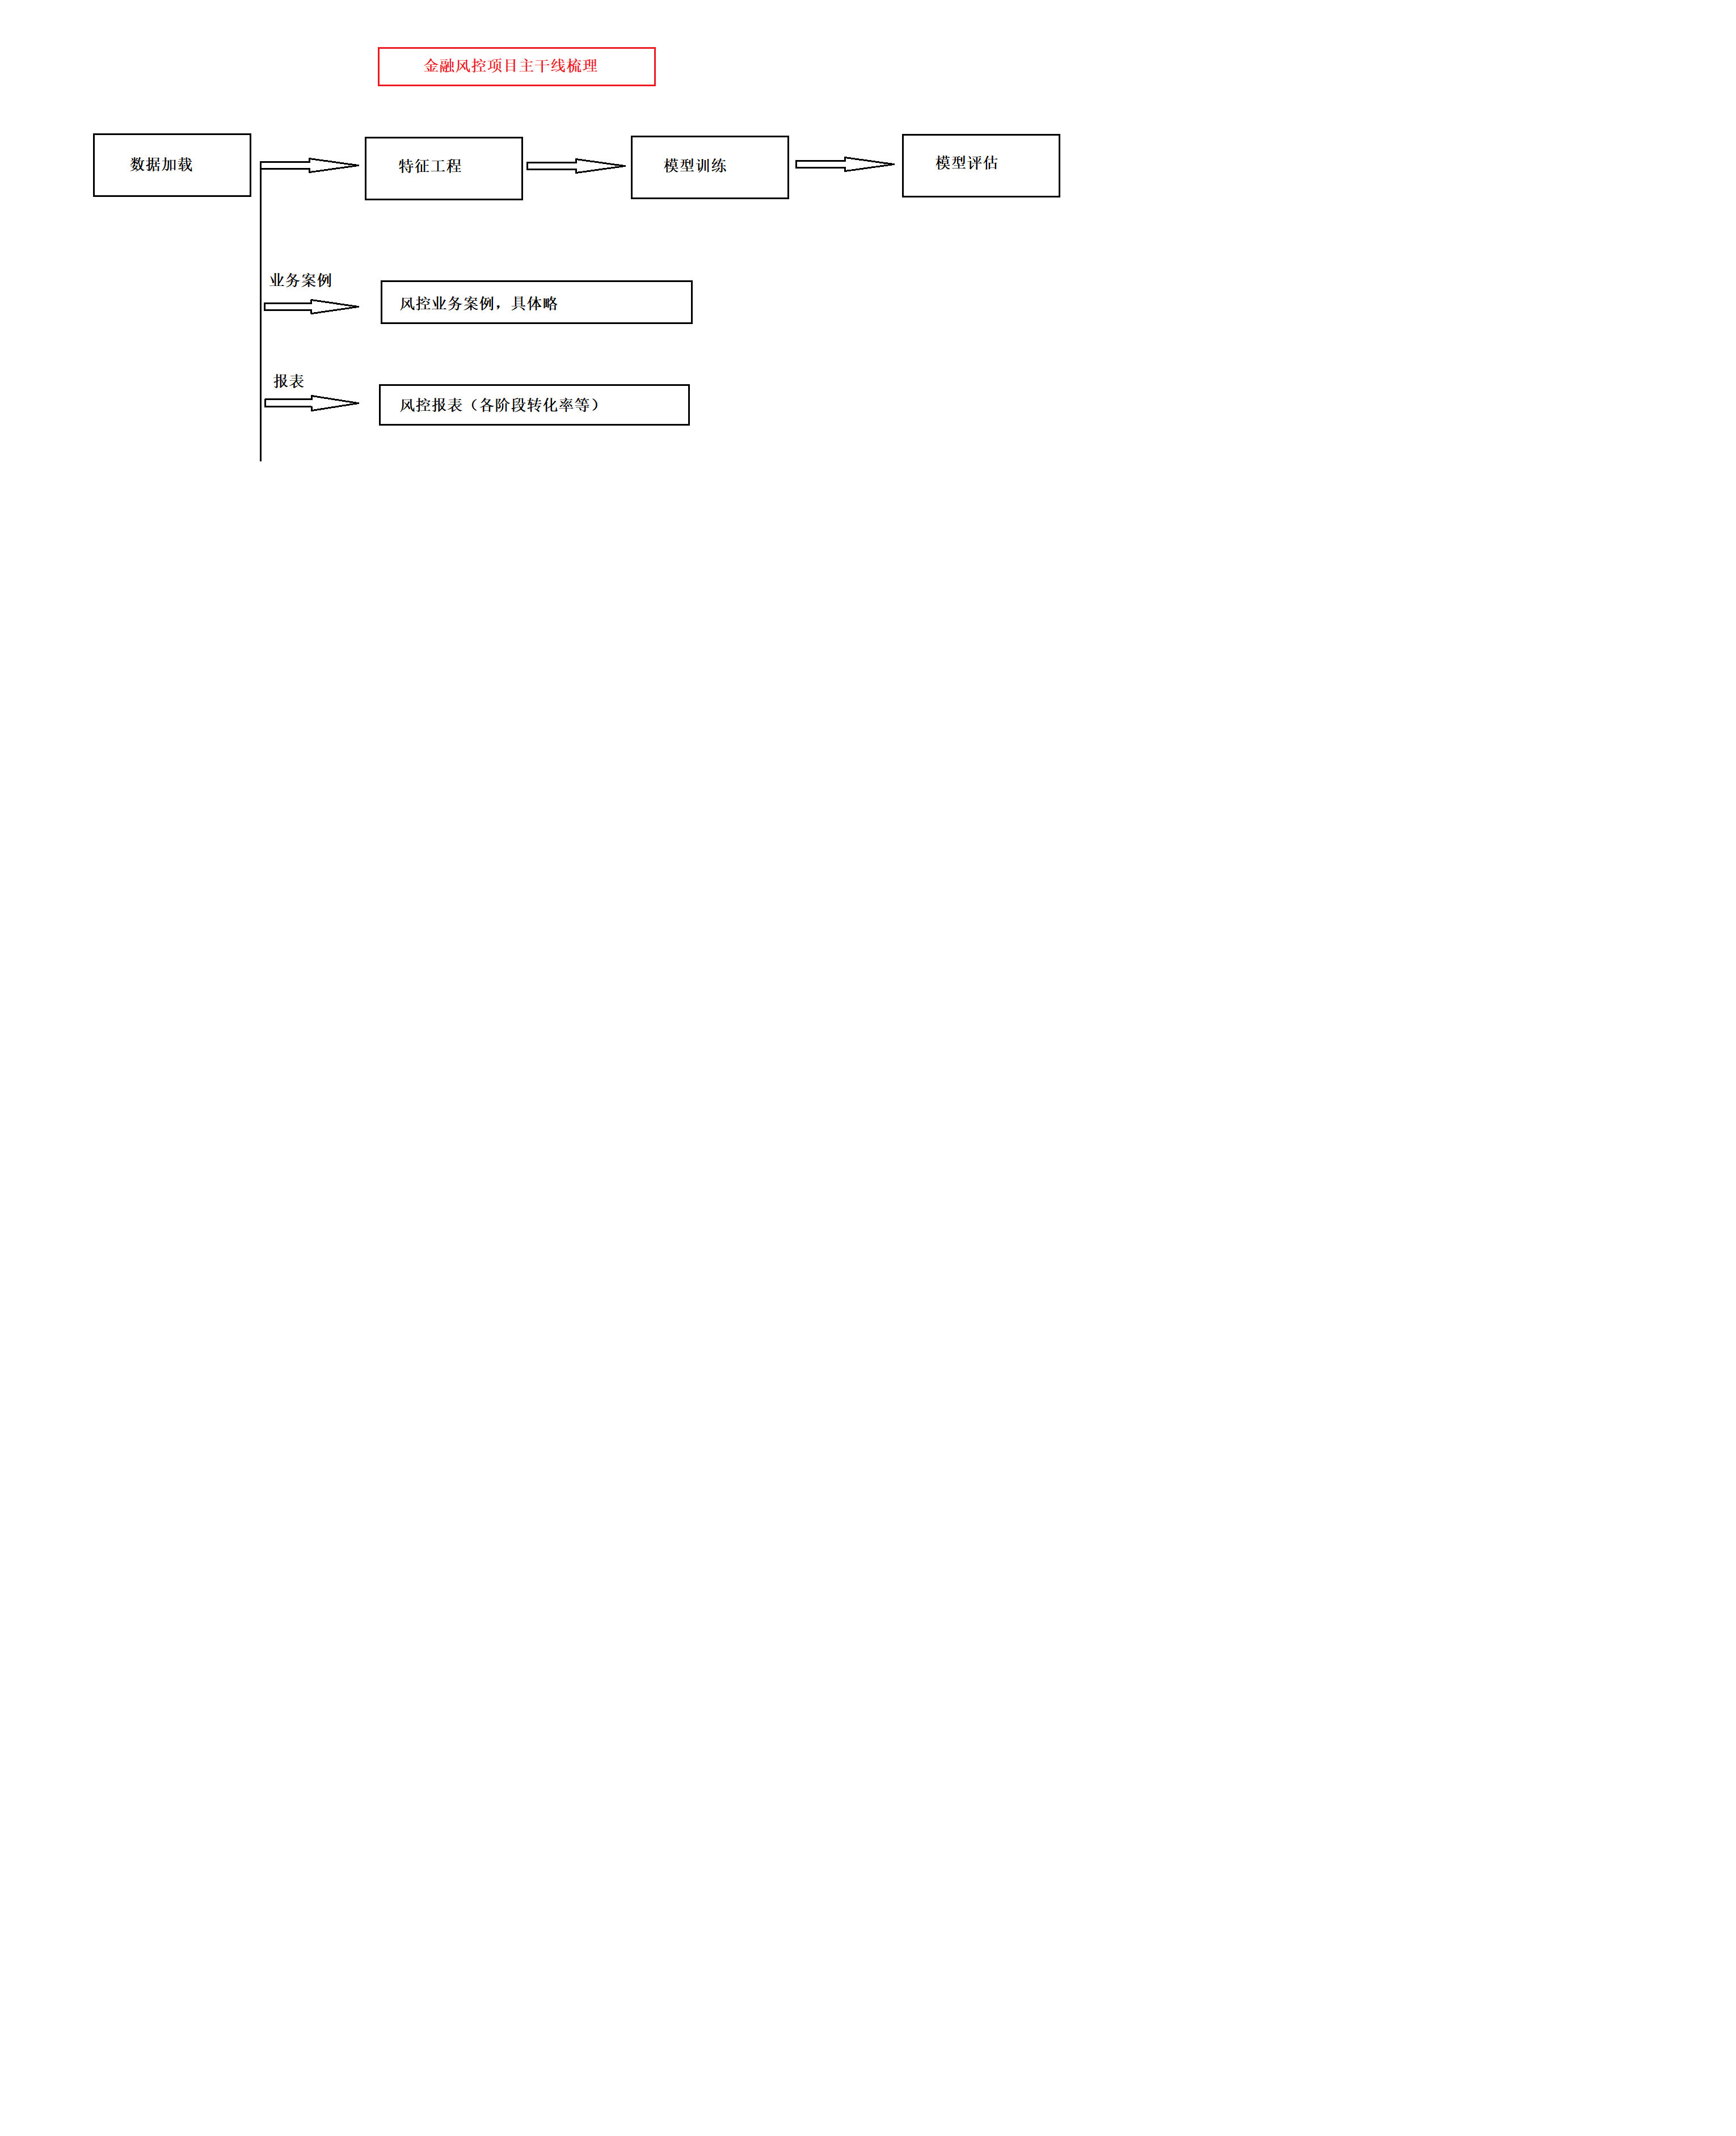 金融风控项目主干线梳理
数据加载
特征工程
模型训练
模型评估
业务案例
风控业务案例，具体略
报表
风控报表（各阶段转化率等）